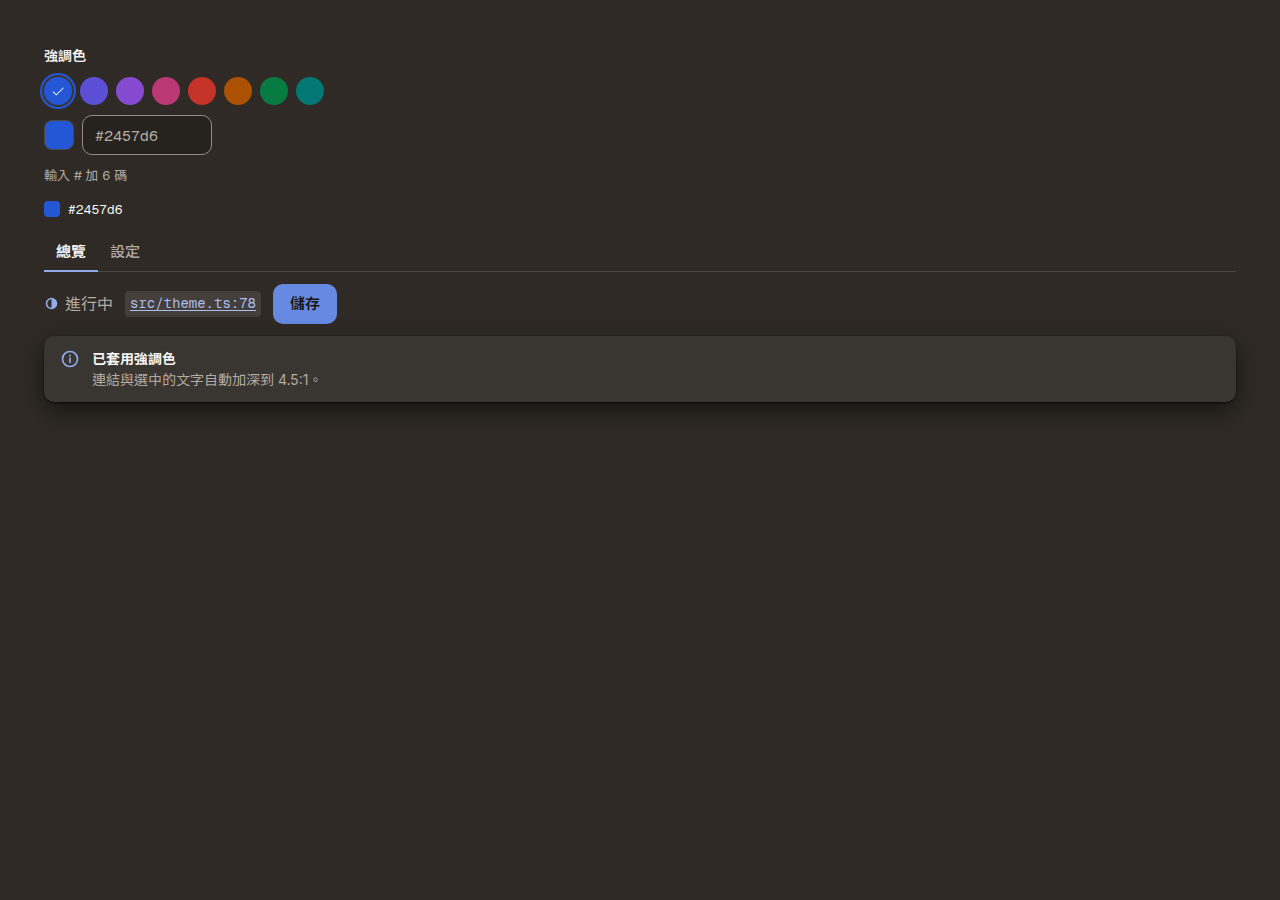 強調色
#2457d6
輸入 # 加 6 碼
#2457d6
總覽 設定
進行中 src/theme.ts:78 儲存
已套用強調色
連結與選中的文字自動加深到 4.5:1。